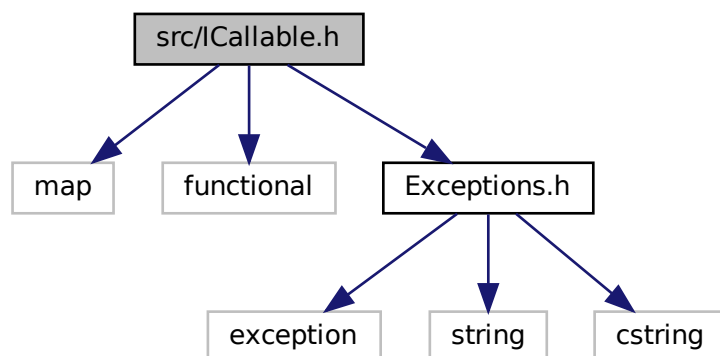 src/ICallable.h
map
functional
Exceptions.h
exception
string
cstring